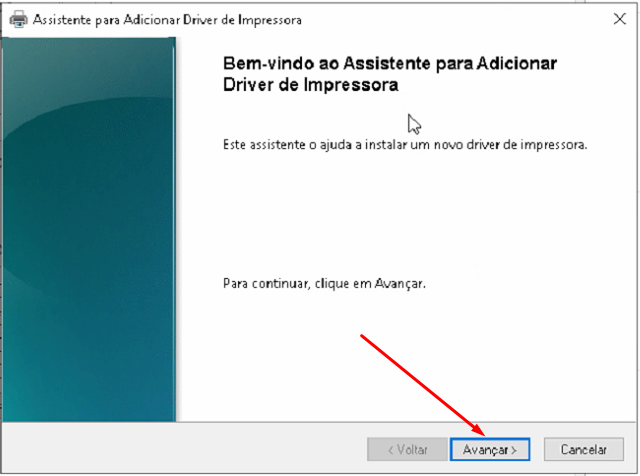 Assistente para Adicionar Driver de Impressora
Bem-vindo ao Assistente para Adicionar
Driver de Impressora
Este assistente o ajuda a instalar um novo driver de impressora.
Para continuar, clique em Avançar.
< Voltar
Avançar >
Cancelar